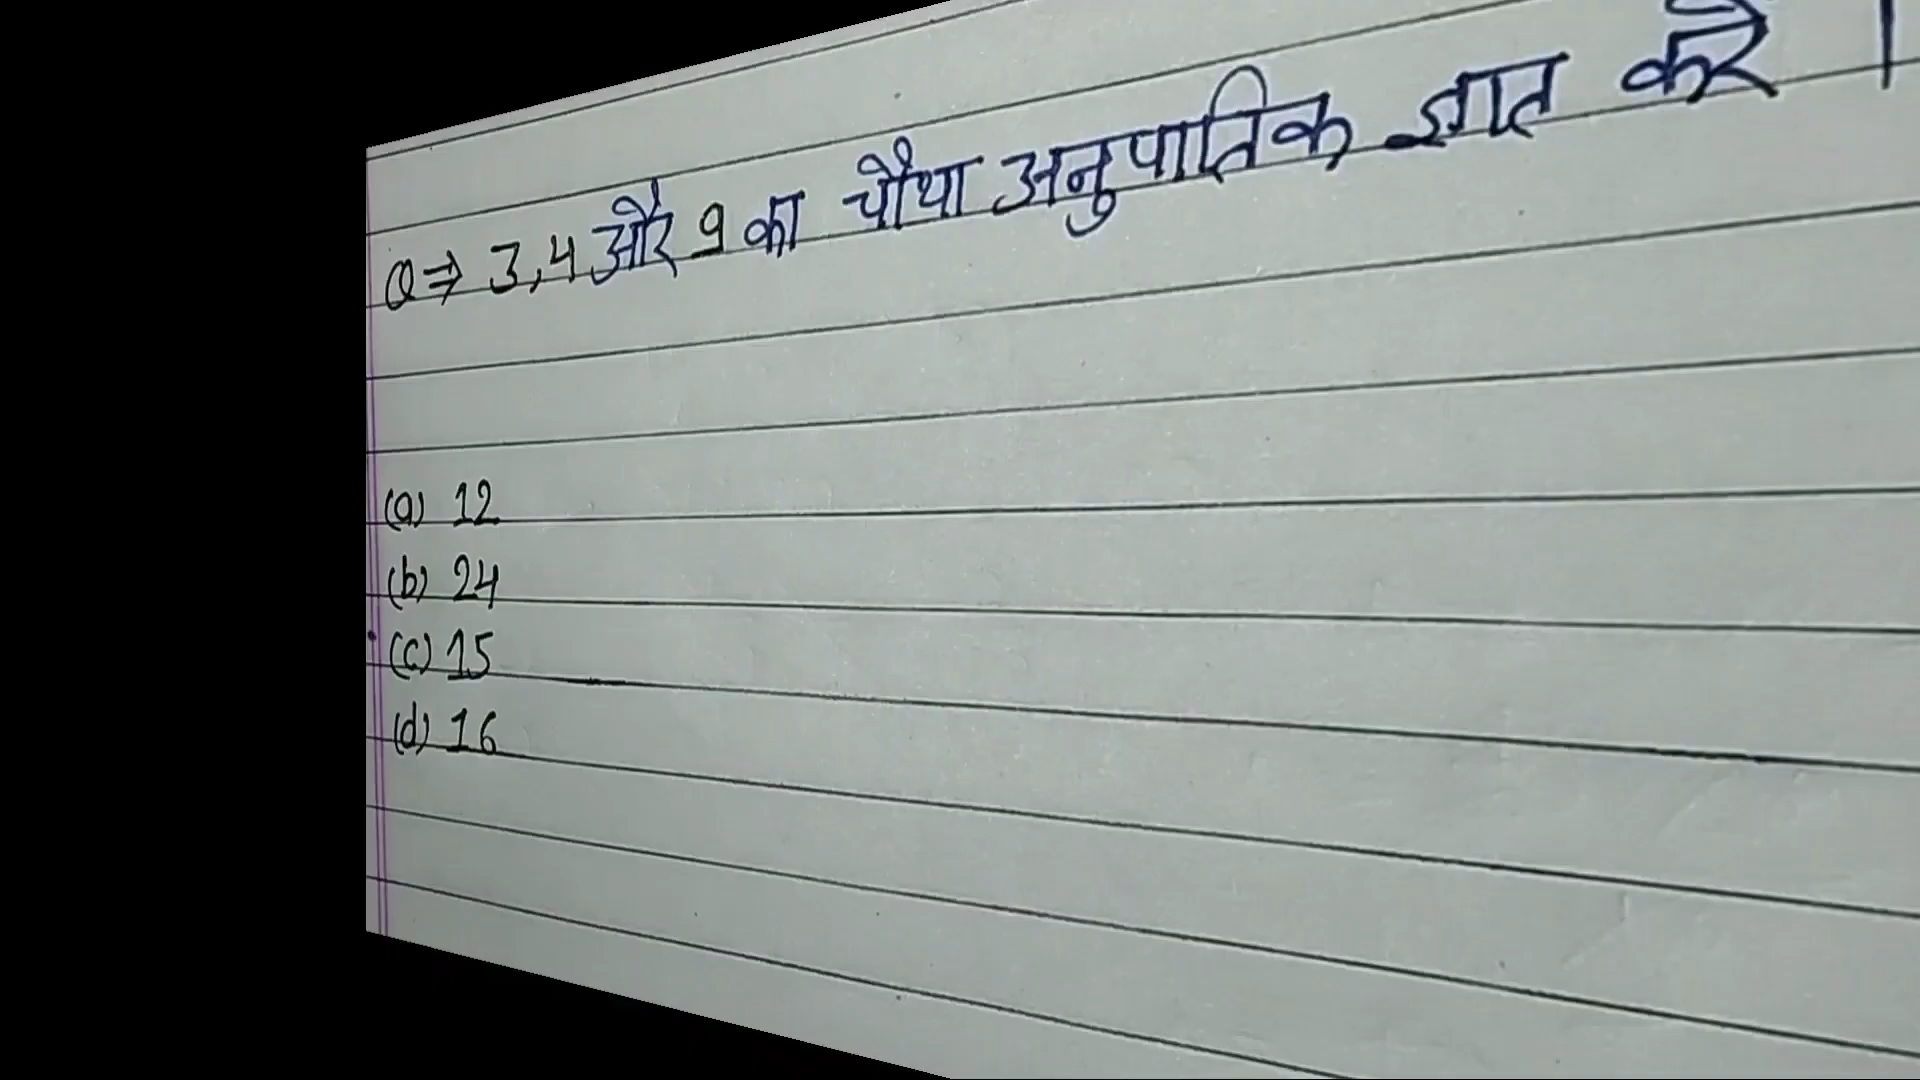 Q⇒ 3,4 और 9 का चौथा अनुपातिक ज्ञात करे ।
(a) 12
(b) 24
(c) 15
(d) 16